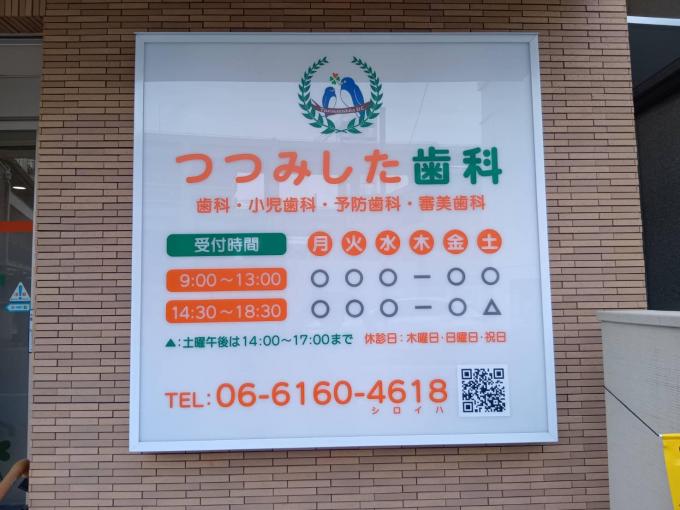 つつみした歯科
歯科・小児歯科・予防歯科・審美歯科
受付時間 月 火 水 木 金 土
9:00〜13:00 ○ ○ ○ ー ○ ○
14:30〜18:30 ○ ○ ○ ー ○ ▲
▲:土曜午後は14:00〜17:00まで 休診日:木曜日・日曜日・祝日
TEL:06-6160-4618
シロイハ